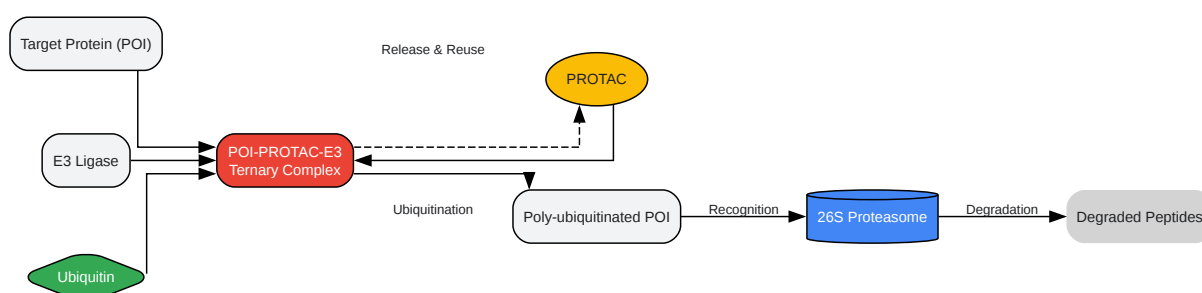 Target Protein (POI)
Release & Reuse
PROTAC
E3 Ligase
POI-PROTAC-E3
Ternary Complex
Ubiquitination
Poly-ubiquitinated POI
Recognition
26S Proteasome
Degradation
Degraded Peptides
Ubiquitin